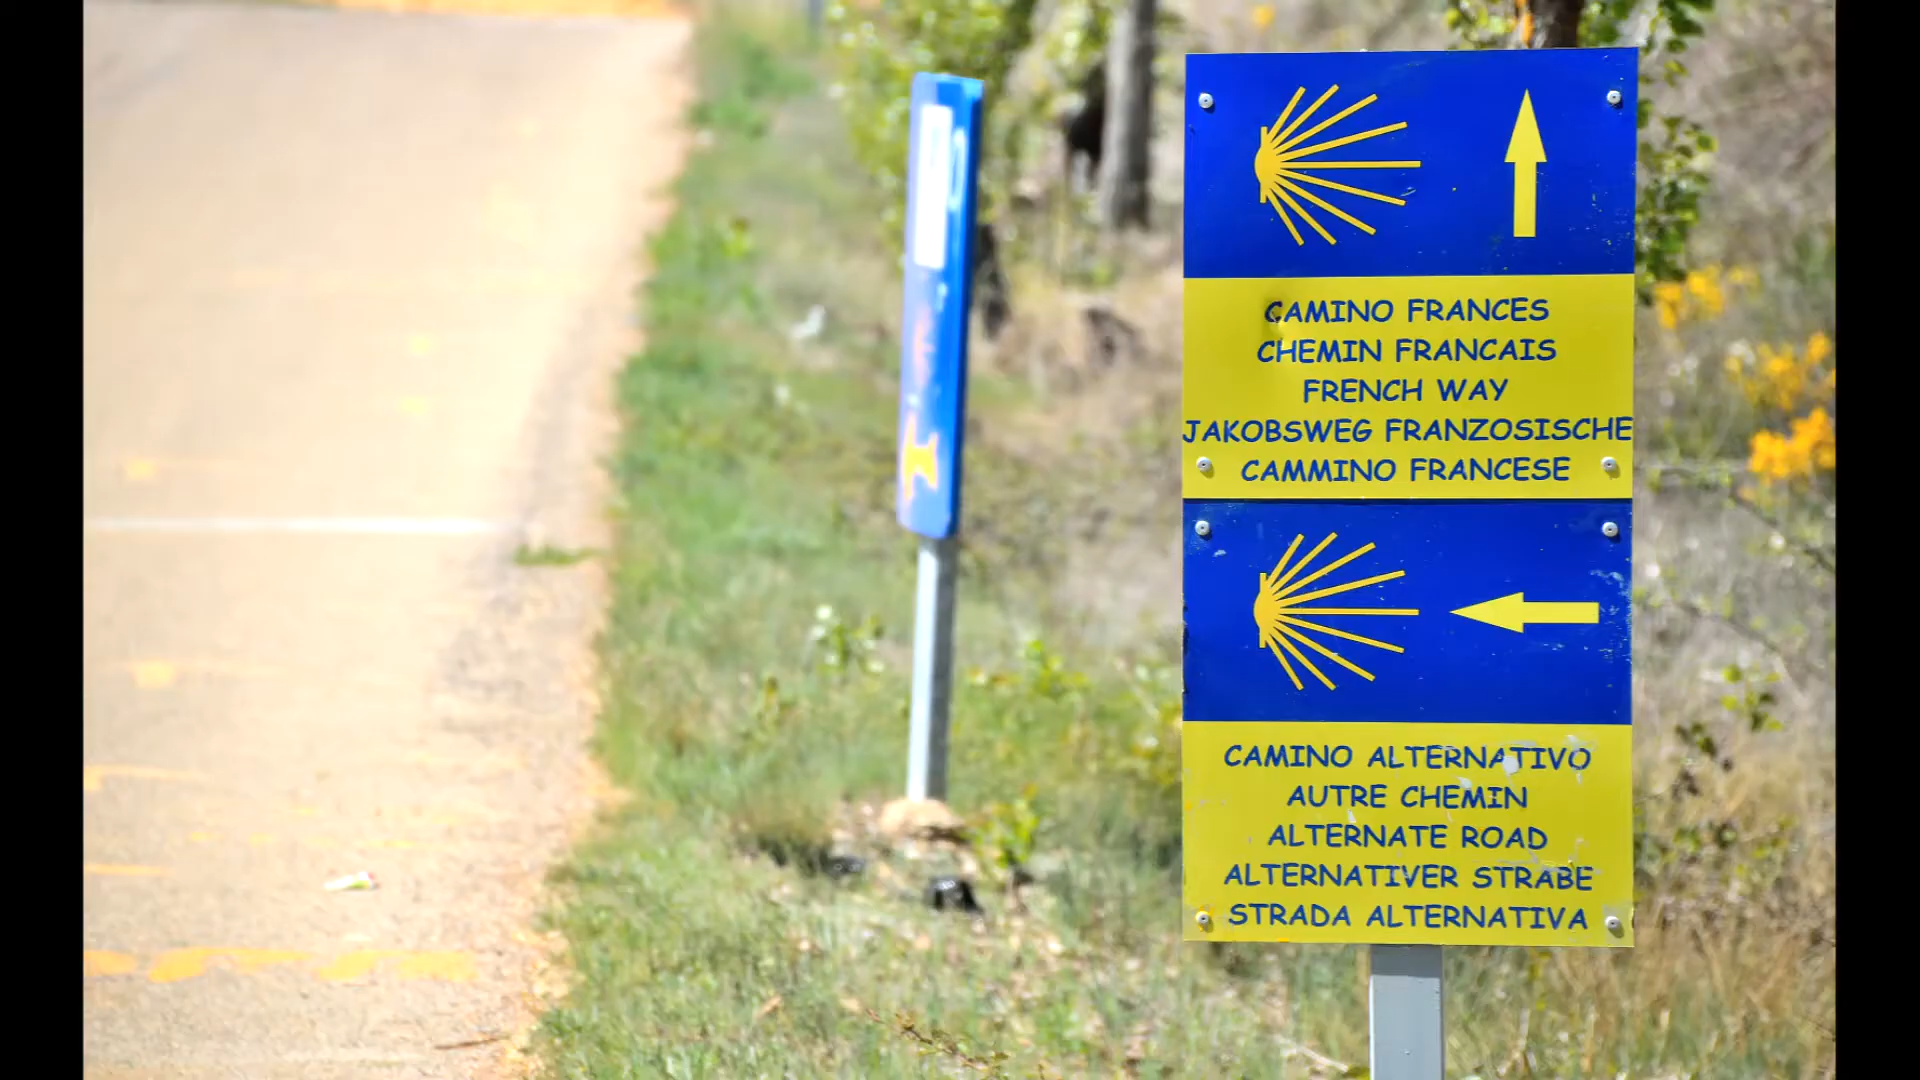 CAMINO FRANCES
CHEMIN FRANCAIS
FRENCH WAY
JAKOBSWEG FRANZOSISCHE
CAMMINO FRANCESE
CAMINO ALTERNATIVO
AUTRE CHEMIN
ALTERNATE ROAD
ALTERNATIVER STRABE
STRADA ALTERNATIVA